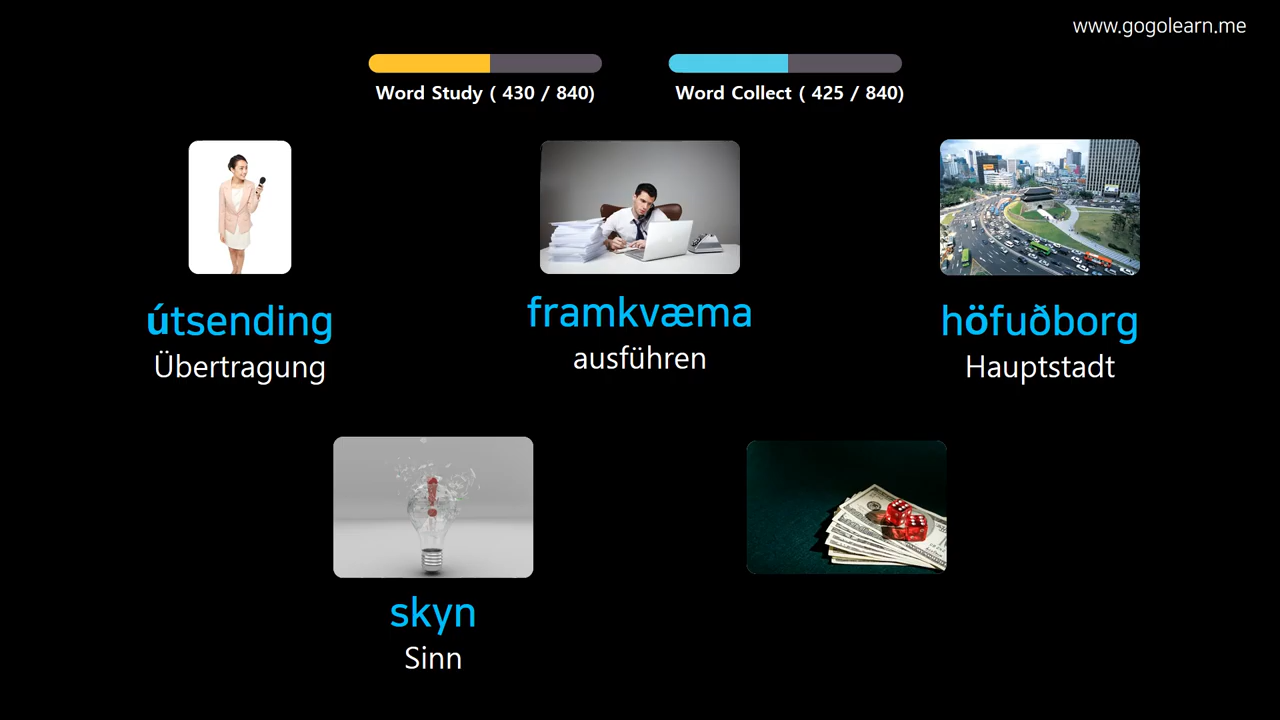 www.gogolearn.me
Word Study ( 430 / 840)
Word Collect ( 425 / 840)
útsending
Übertragung
framkvæma
ausführen
höfuðborg
Hauptstadt
skyn
Sinn